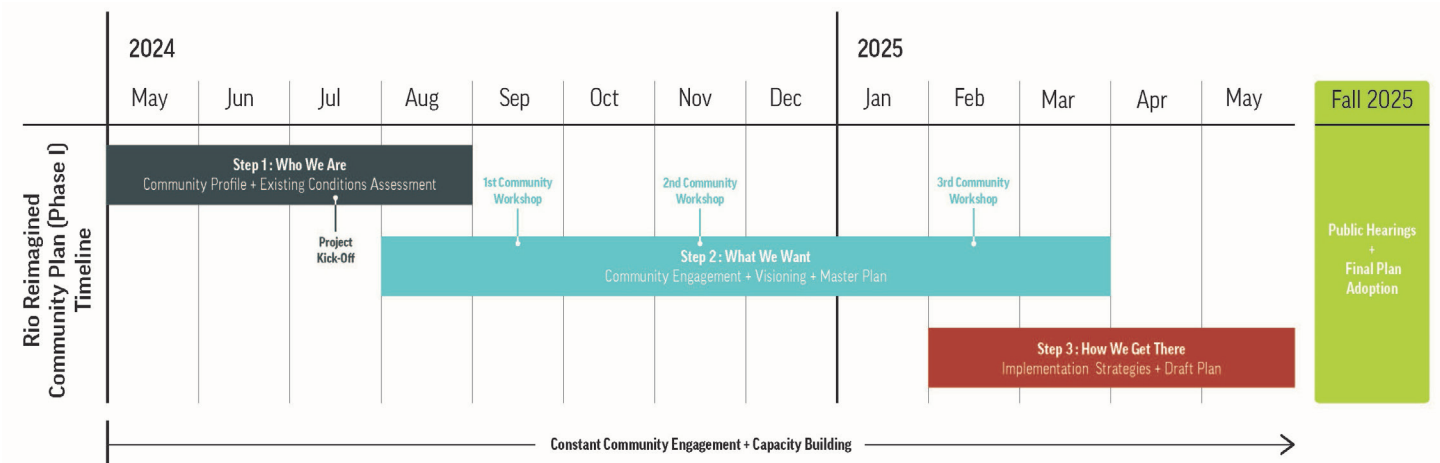 2024
2025
May
Jun
Jul
Aug
Sep
Oct
Nov
Dec
Jan
Feb
Mar
Apr
May
Fall 2025
Rio Reimagined
Community Plan (Phase I)
Timeline
Step 1 : Who We Are
Community Profile + Existing Conditions Assessment
Project
Kick-Off
1st Community
Workshop
2nd Community
Workshop
3rd Community
Workshop
Step 2 : What We Want
Community Engagement + Visioning + Master Plan
Step 3 : How We Get There
Implementation Strategies + Draft Plan
Public Hearings
+
Final Plan
Adoption
Constant Community Engagement + Capacity Building